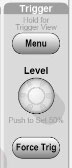 Trigger
Hold for
Trigger View
Menu
Level
Push to Set 50%
Force Trig